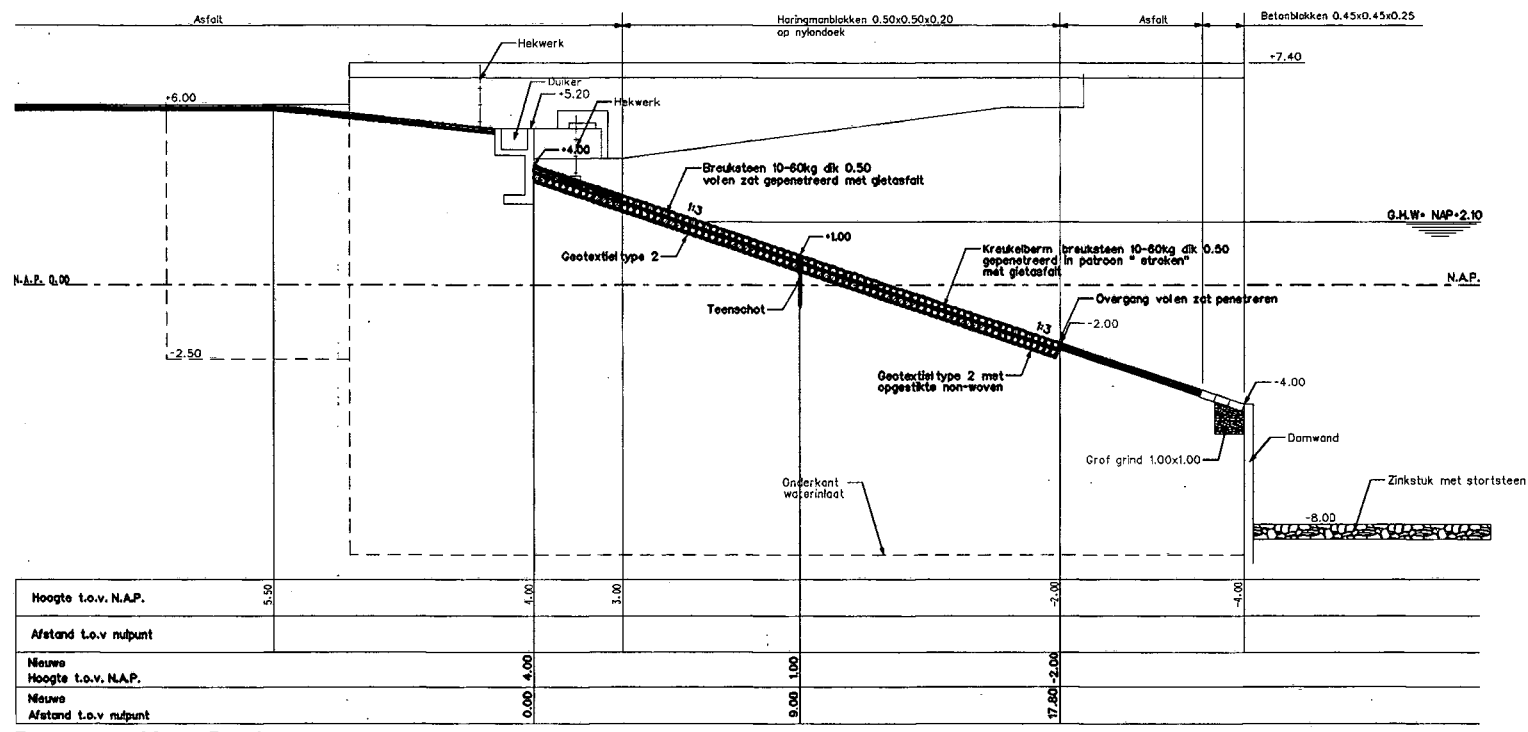 Asfalt
Haringmanblokken 0.50x0.50x0.20
op nylondoek
Asfalt
Betonblokken 0.45x0.45x0.25
Hekwerk
+7.40
Duiker
+6.00
+5.20
Hekwerk
+4.00
Breuksteen 10-60kg dik 0.50
vol en zat gepenetreerd met gietasfalt
1:3
G.H.W= NAP+2.10
+1.00
Geotextiel type 2
Kreukelberm breuksteen 10-60kg dik 0.50
gepenetreerd in patroon " stroken"
met gietasfalt
N.A.P. 0.00
N.A.P.
Teenschot
Overgang vol en zat penetreren
1:3
-2.00
-2.50
Geotextiel type 2 met
opgestikte non-woven
-4.00
Damwand
Grof grind 1.00x1.00
Onderkant
waterinlaat
Zinkstuk met stortsteen
-8.00
Hoogte t.o.v. N.A.P.
5.50
4.00
3.00
-2.00
-4.00
Afstand t.o.v nulpunt
Nieuwe
Hoogte t.o.v. N.A.P.
4.00
1.00
-2.00
Nieuwe
Afstand t.o.v nulpunt
0.00
9.00
17.80